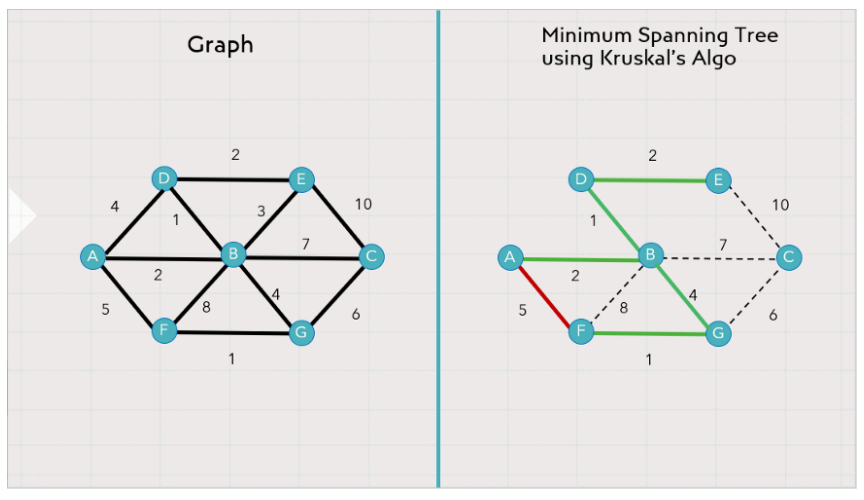 Graph
2
D
E
4
1
3
10
7
A
B
C
2
5
8
4
6
F
G
1
Minimum Spanning Tree
using Kruskal's Algo
2
D
E
1
10
7
A
B
C
2
5
8
4
6
F
G
1